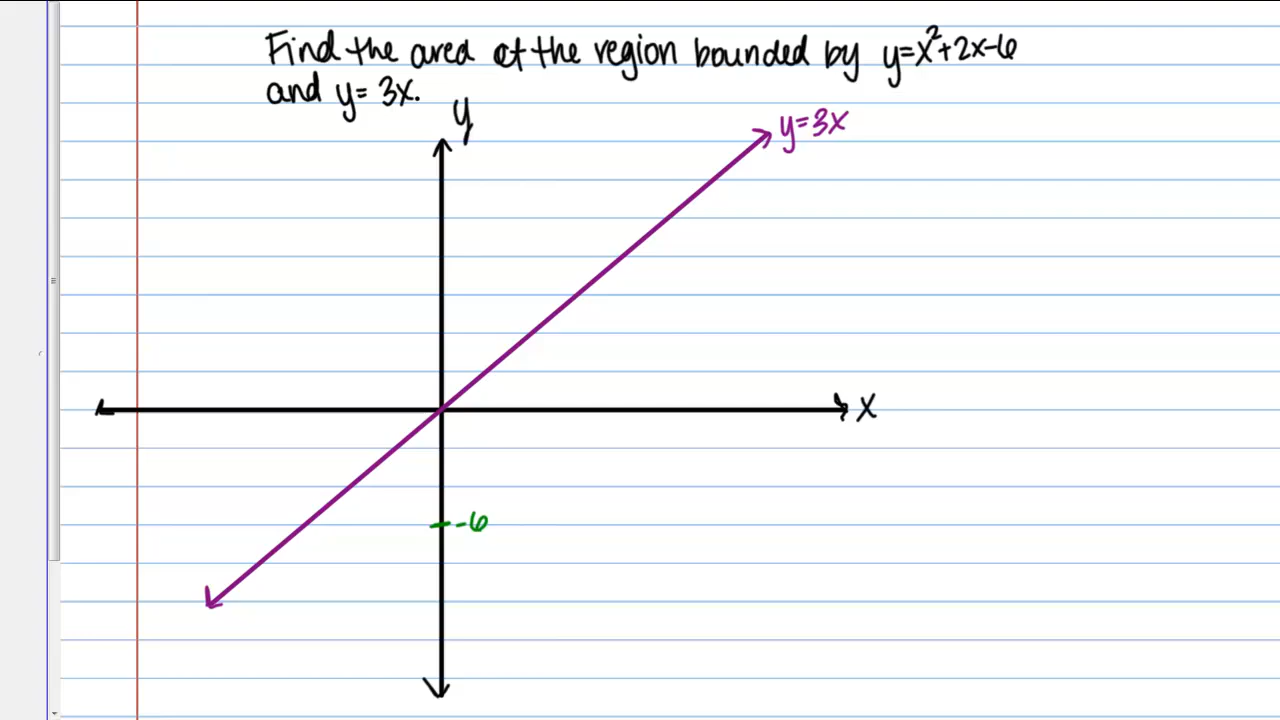 Find the area of the region bounded by y=x²+2x-6
and y= 3x.
y
y=3x
x
-6